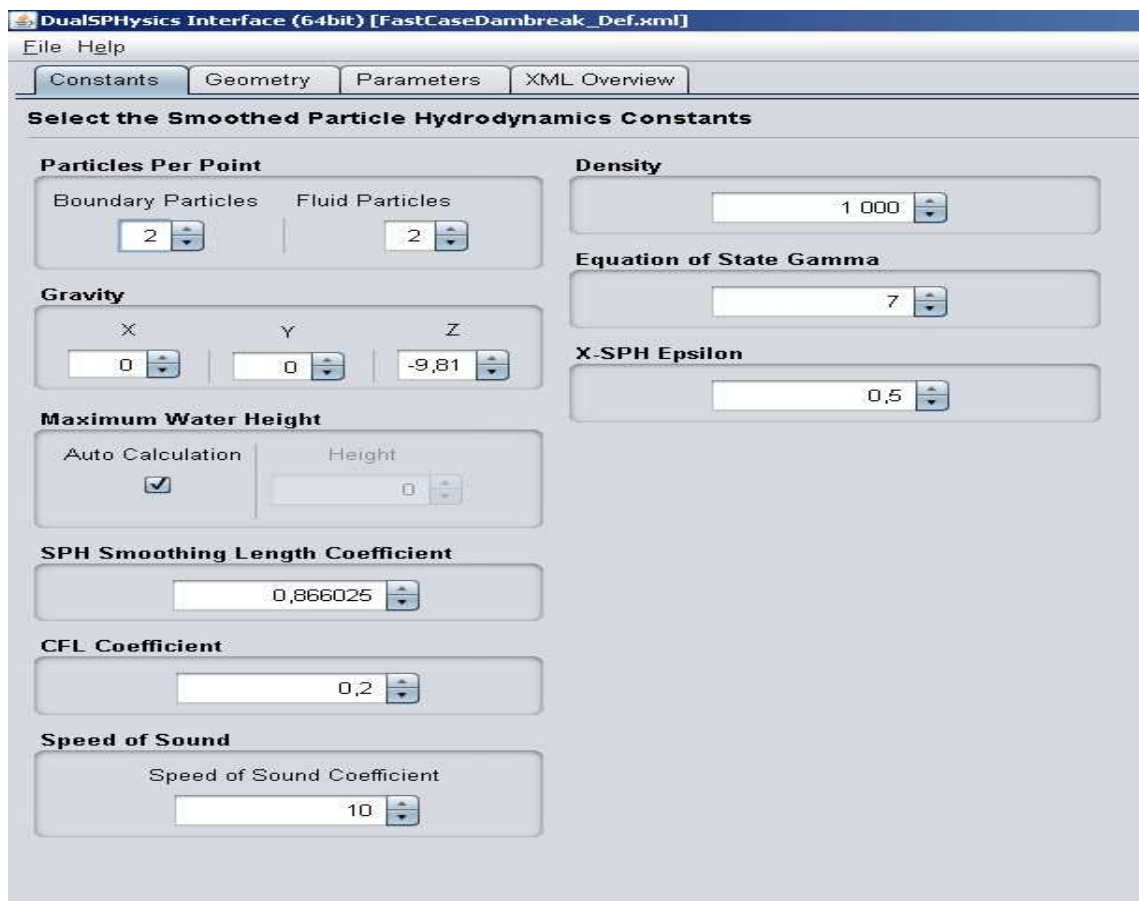 DualSPHysics Interface (64bit) [FastCaseDambreak_Def.xml]
File Help
Constants Geometry Parameters XML Overview
Select the Smoothed Particle Hydrodynamics Constants
Particles Per Point
Boundary Particles Fluid Particles
2 2
Gravity
X Y Z
0 0 -9,81
Maximum Water Height
Auto Calculation Height
0
SPH Smoothing Length Coefficient
0,866025
CFL Coefficient
0,2
Speed of Sound
Speed of Sound Coefficient
10
Density
1 000
Equation of State Gamma
7
X-SPH Epsilon
0,5